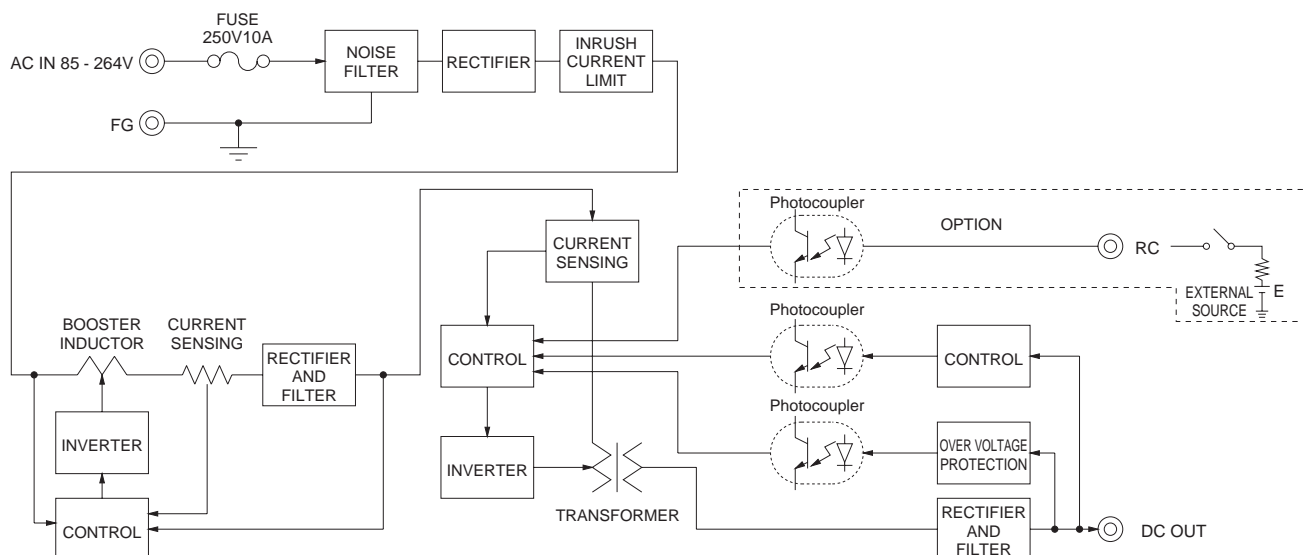 FUSE
250V10A
AC IN 85 - 264V
NOISE
FILTER
RECTIFIER
INRUSH
CURRENT
LIMIT
FG
Photocoupler
OPTION
RC
E
EXTERNAL
SOURCE
CURRENT
SENSING
BOOSTER
INDUCTOR
CURRENT
SENSING
RECTIFIER
AND
FILTER
CONTROL
Photocoupler
CONTROL
INVERTER
INVERTER
Photocoupler
OVER VOLTAGE
PROTECTION
CONTROL
TRANSFORMER
RECTIFIER
AND
FILTER
DC OUT